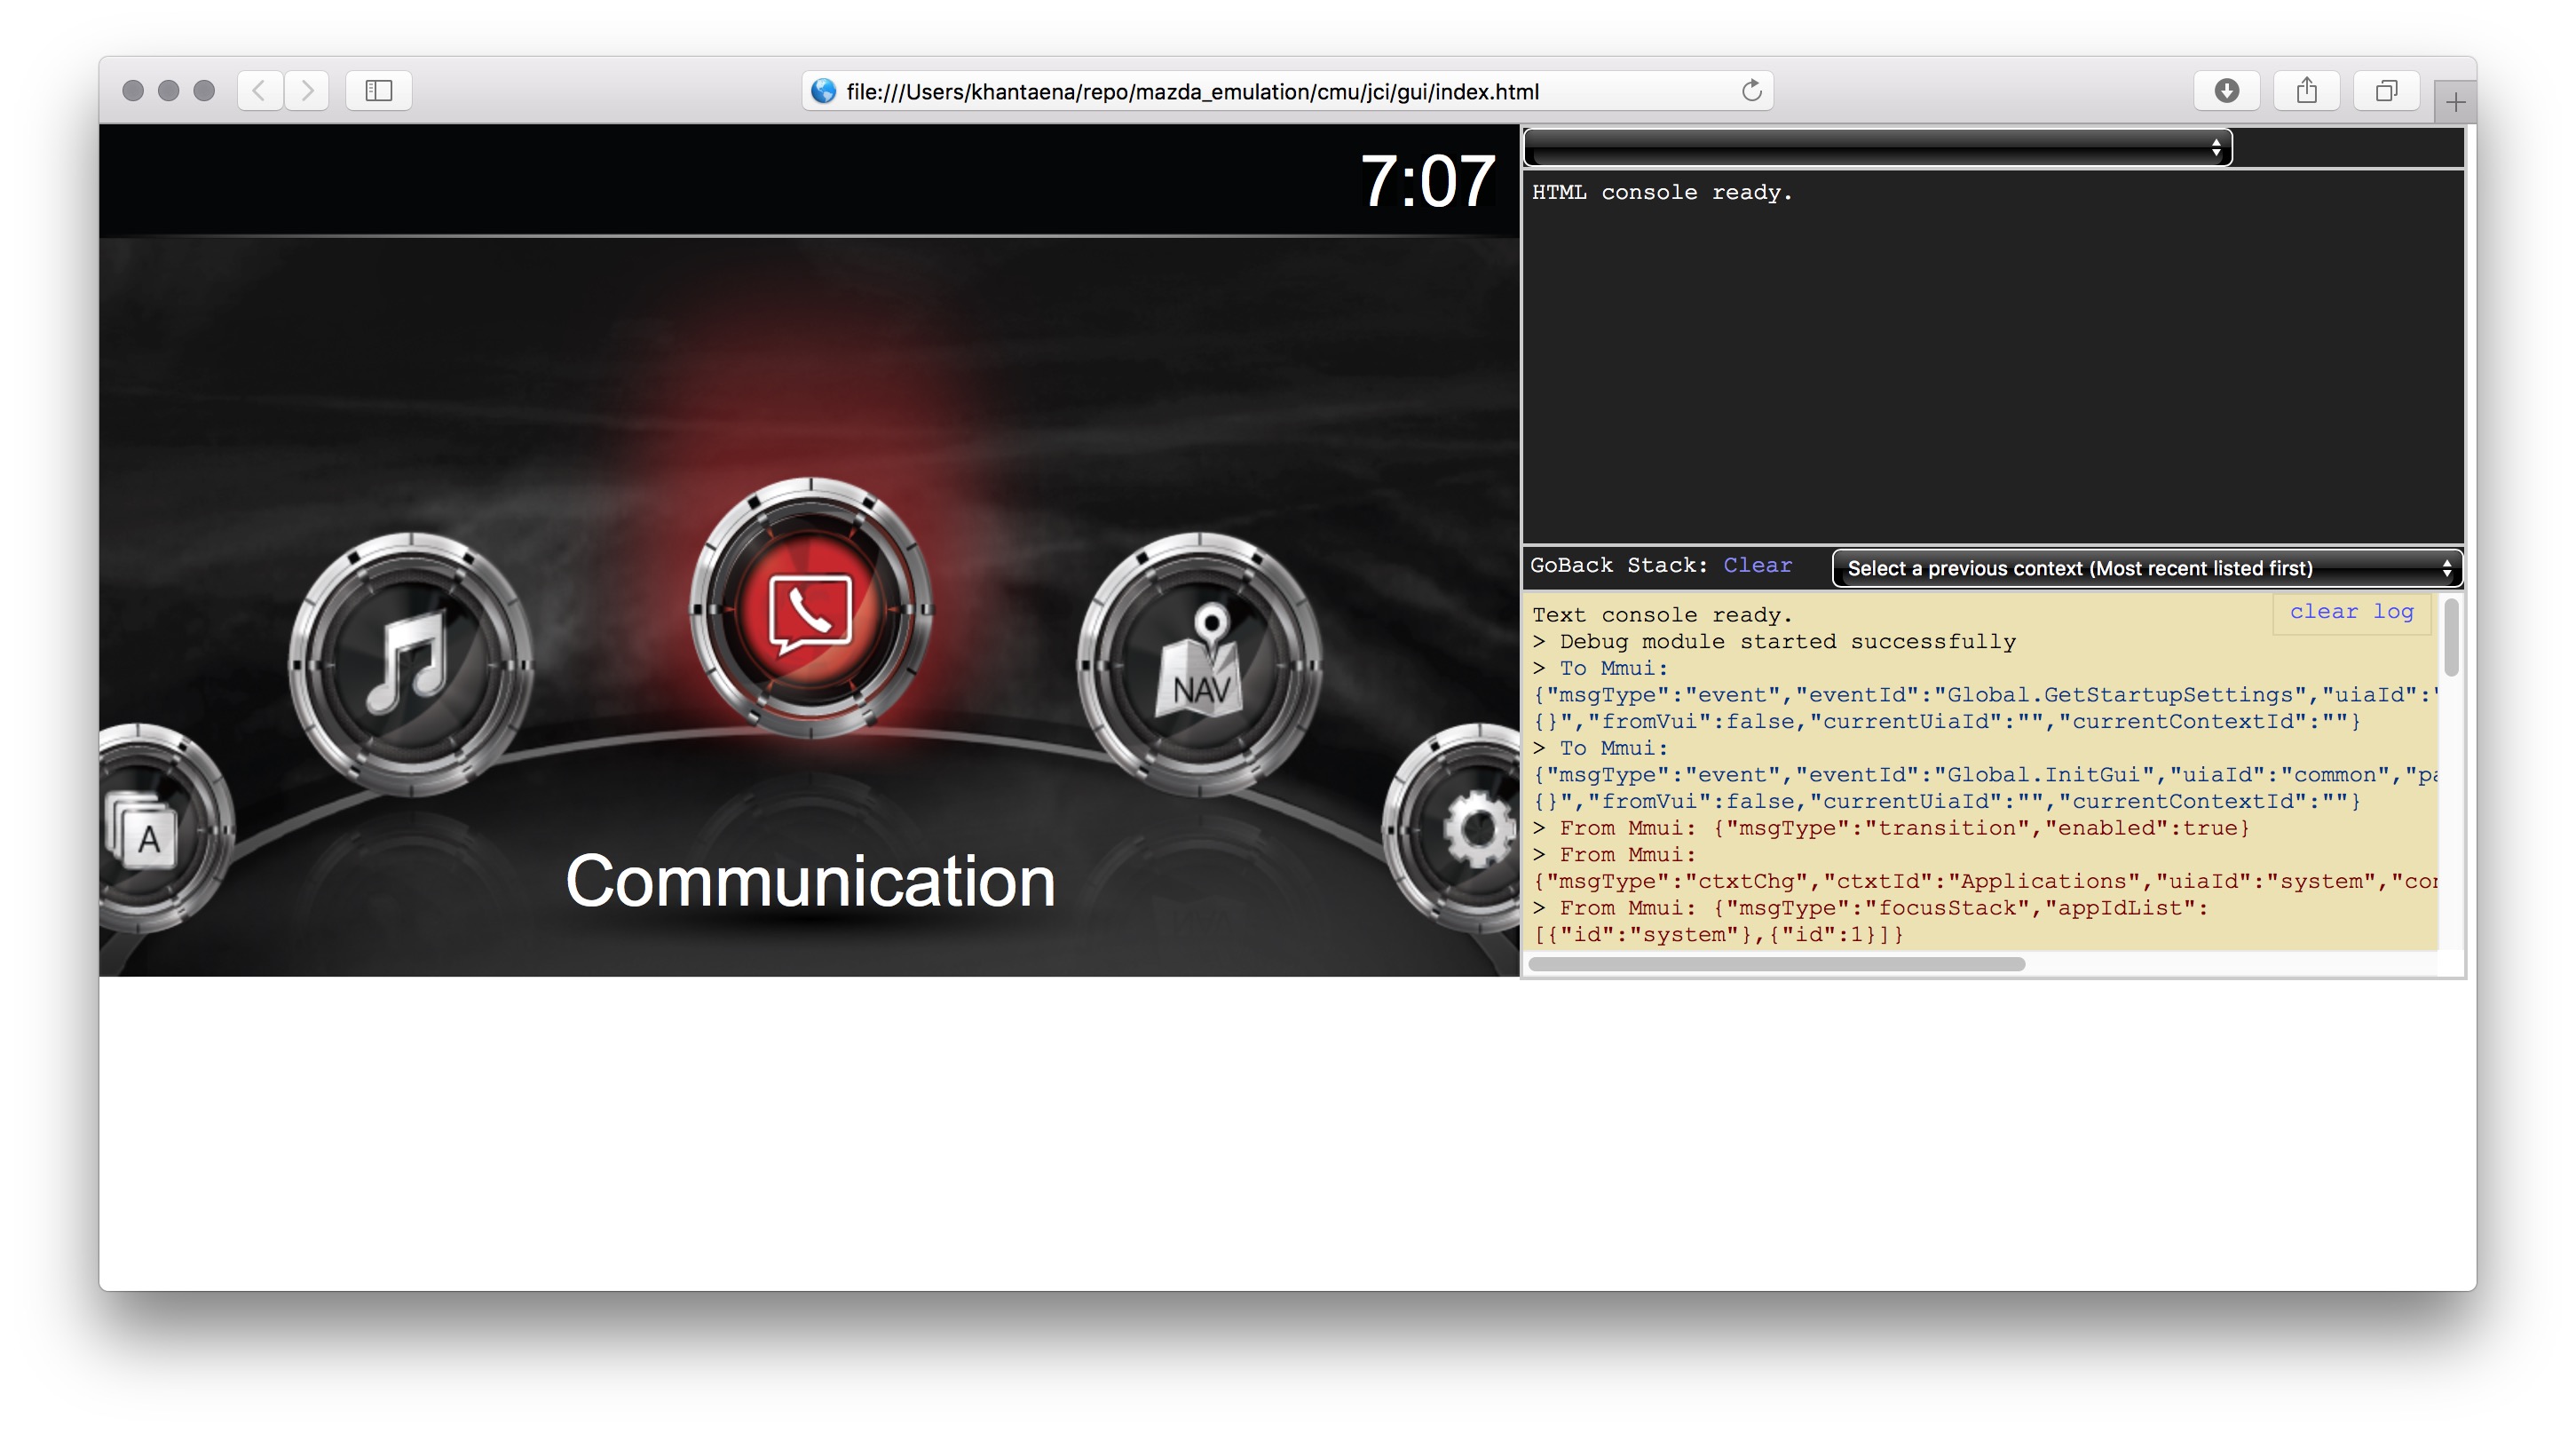 file:///Users/khantaena/repo/mazda_emulation/cmu/jci/gui/index.html
7:07
NAV
A
Communication
HTML console ready.
GoBack Stack: Clear
Select a previous context (Most recent listed first)
clear log
Text console ready.
> Debug module started successfully
> To Mmui:
{"msgType":"event","eventId":"Global.GetStartupSettings","uiaId":"
{}","fromVui":false,"currentUiaId":"","currentContextId":""}
> To Mmui:
{"msgType":"event","eventId":"Global.InitGui","uiaId":"common","pa
{}","fromVui":false,"currentUiaId":"","currentContextId":""}
> From Mmui: {"msgType":"transition","enabled":true}
> From Mmui:
{"msgType":"ctxtChg","ctxtId":"Applications","uiaId":"system","con
> From Mmui: {"msgType":"focusStack","appIdList":
[{"id":"system"},{"id":1}]}